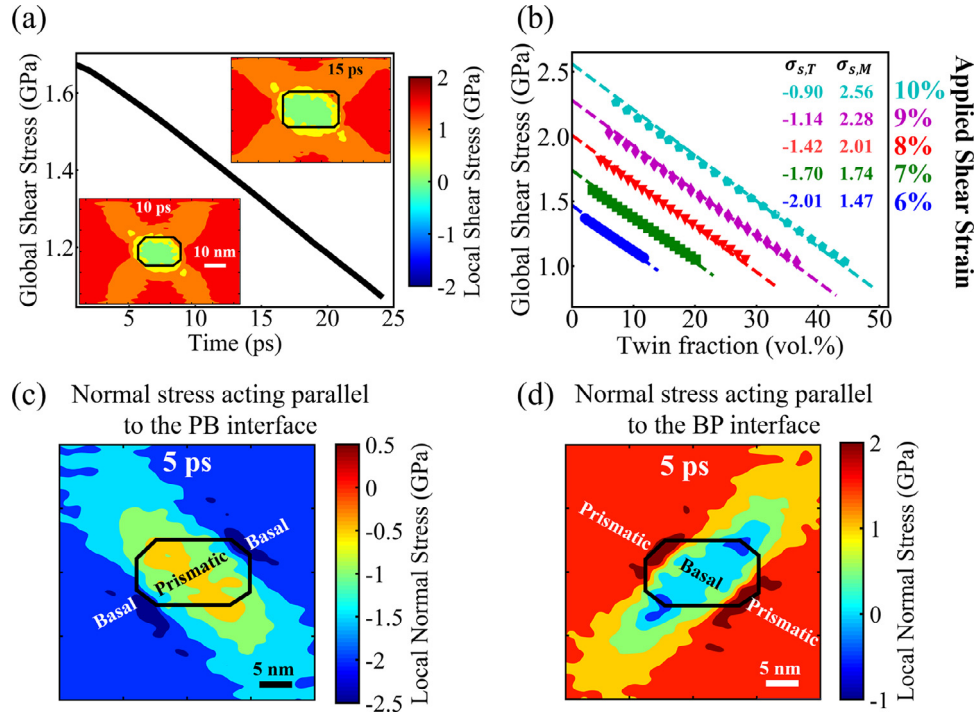 (a)
Global Shear Stress (GPa)
1.6
1.4
1.2
5
10
15
20
25
Time (ps)
15 ps
10 ps
10 nm
2
1
0
-1
-2
Local Shear Stress (GPa)
(b)
Global Shear Stress (GPa)
2.5
2.0
1.5
1.0
0
10
20
30
40
50
Twin fraction (vol.%)
σs,T σs,M
-0.90 2.56 10%
-1.14 2.28 9%
-1.42 2.01 8%
-1.70 1.74 7%
-2.01 1.47 6%
Applied Shear Strain
(c)
Normal stress acting parallel
to the PB interface
5 ps
Basal
Prismatic
Basal
5 nm
0.5
0
-0.5
-1
-1.5
-2
-2.5
Local Normal Stress (GPa)
(d)
Normal stress acting parallel
to the BP interface
5 ps
Prismatic
Basal
Prismatic
5 nm
2
1
0
-1
Local Normal Stress (GPa)